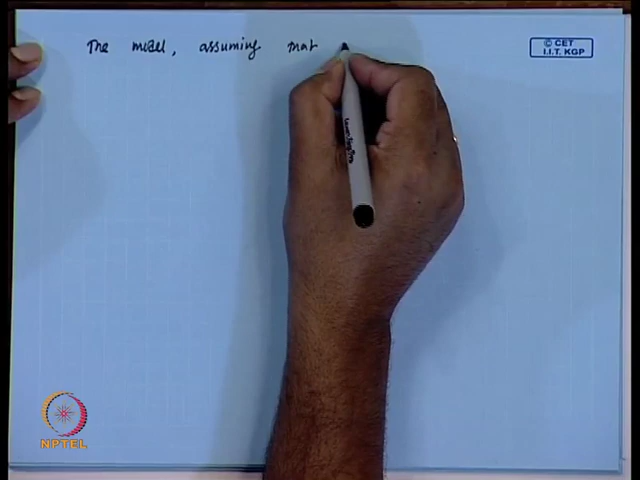 The model, assuming that
© CET
I.I.T. KGP
NPTEL